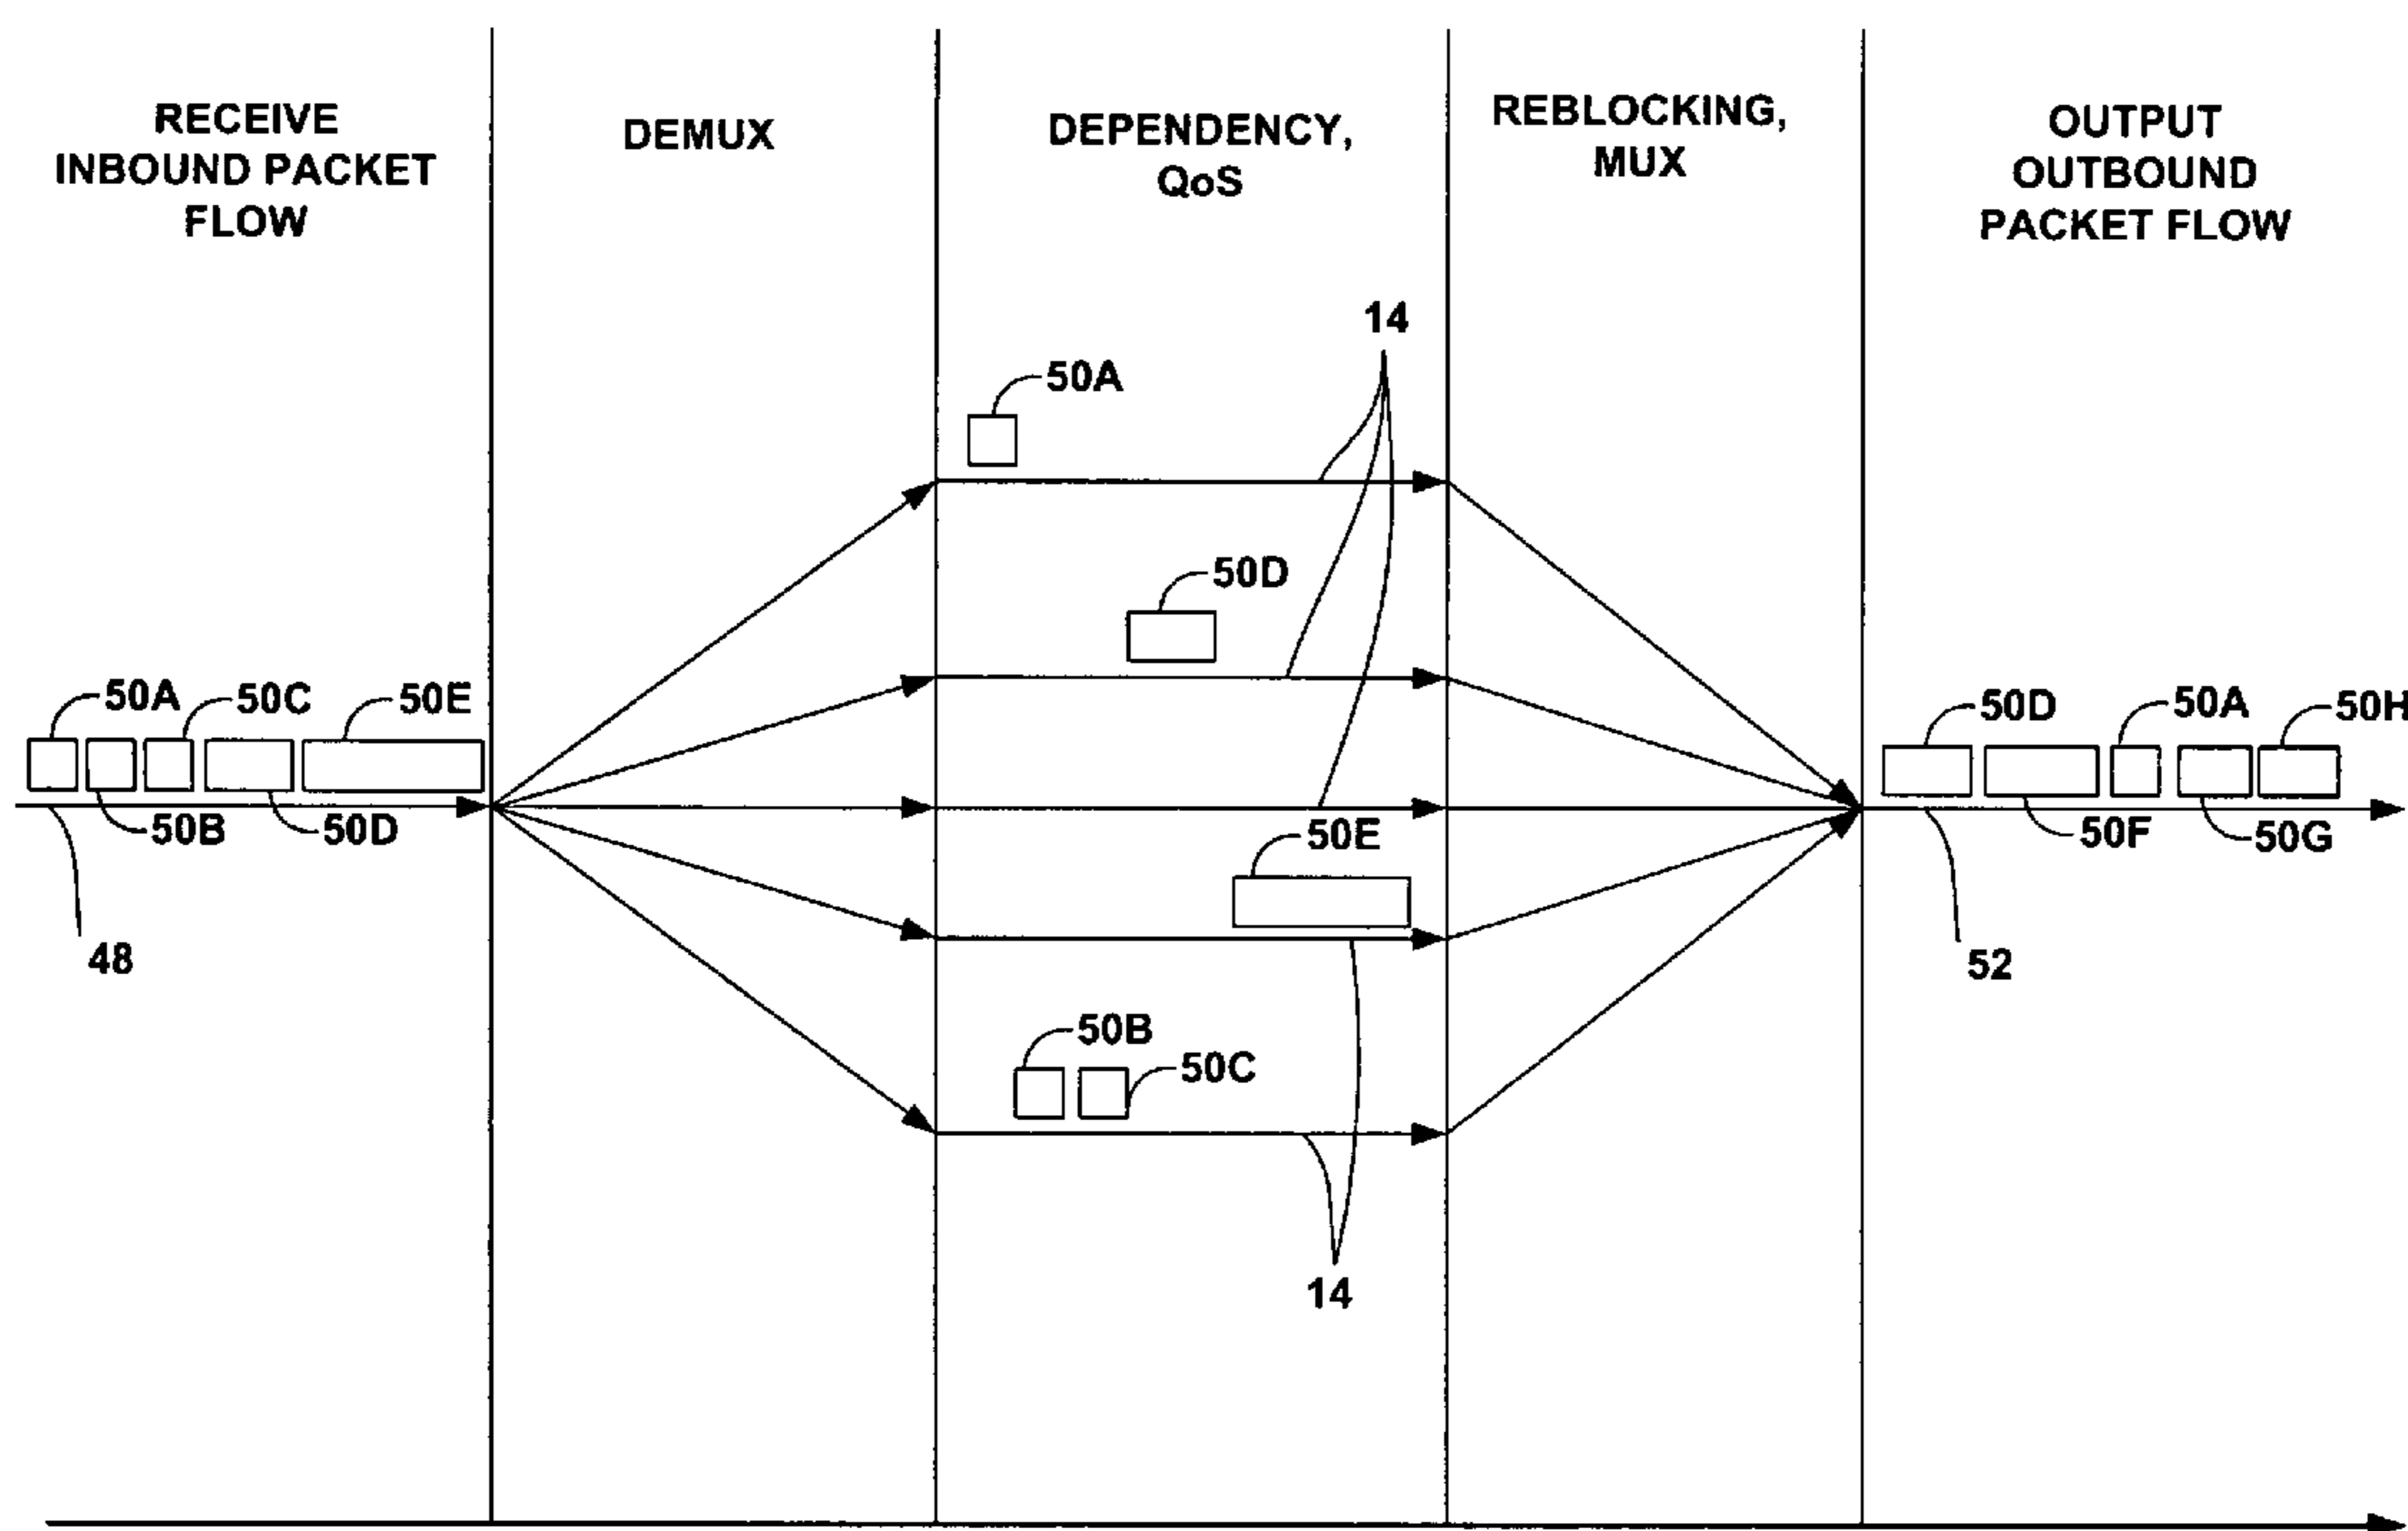 RECEIVE
INBOUND PACKET
FLOW
DEMUX
DEPENDENCY,
QoS
REBLOCKING,
MUX
OUTPUT
OUTBOUND
PACKET FLOW
14
50A
50D
50A
50C
50E
50B
50D
48
50E
50B
50C
14
50D
50A
50H
50F
50G
52